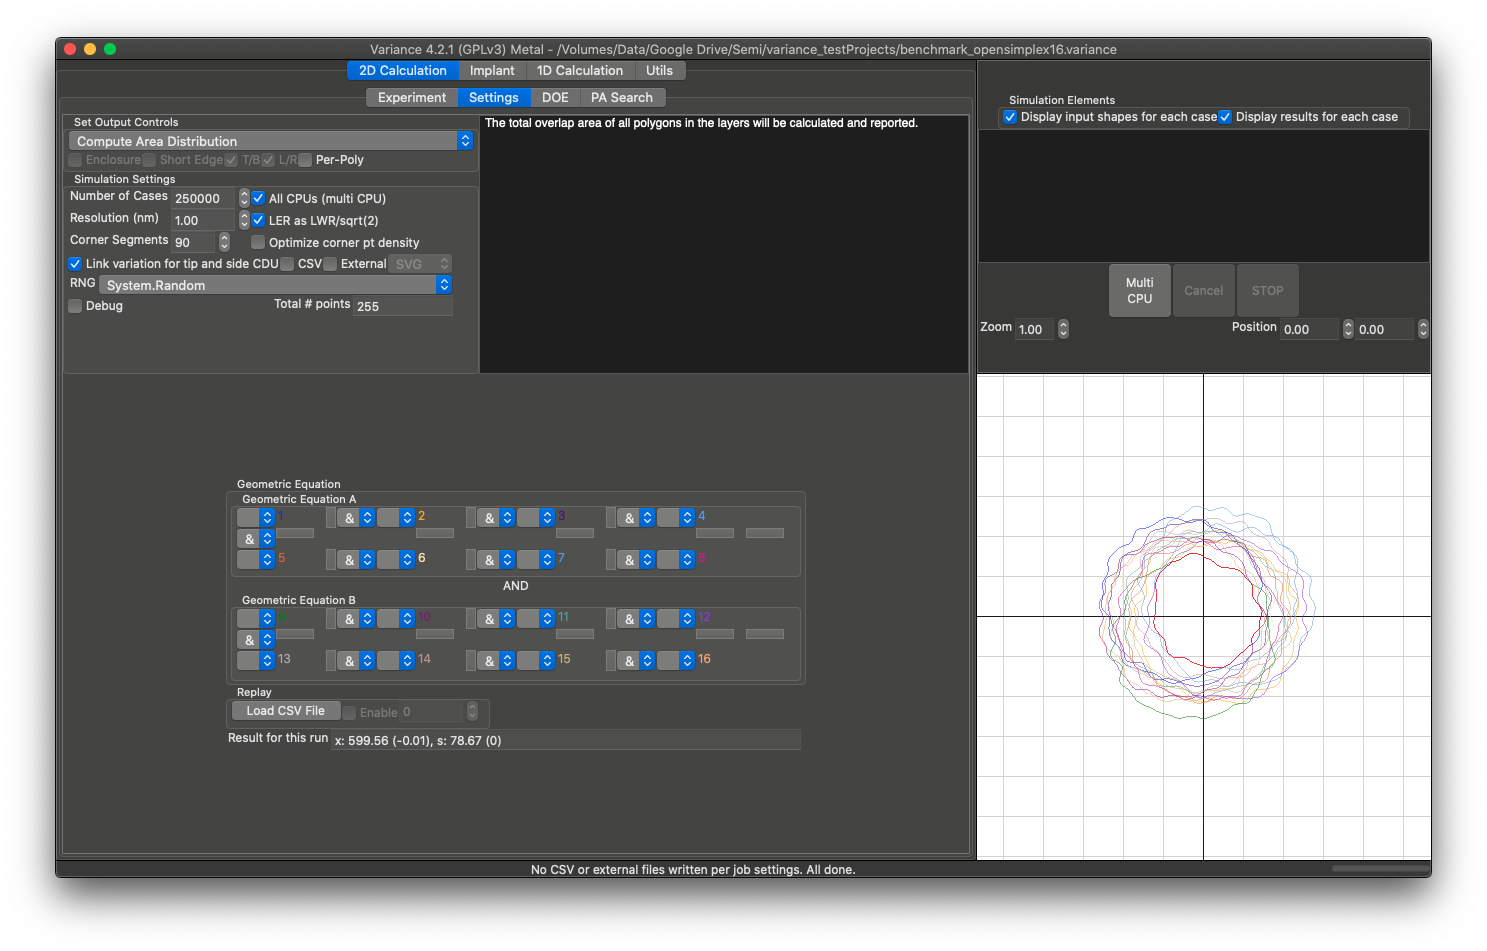 Variance 4.2.1 (GPLv3) Metal - /Volumes/Data/Google Drive/Semi/variance_testProjects/benchmark_opensimplex16.variance
2D Calculation Implant 1D Calculation Utils
Experiment Settings DOE PA Search
Set Output Controls
Compute Area Distribution
Enclosure Short Edge T/B L/R Per-Poly
Simulation Settings
Number of Cases 250000 All CPUs (multi CPU)
Resolution (nm) 1.00 LER as LWR/sqrt(2)
Corner Segments 90 Optimize corner pt density
Link variation for tip and side CDU CSV External SVG
RNG System.Random
Debug Total # points 255
The total overlap area of all polygons in the layers will be calculated and reported.
Simulation Elements
Display input shapes for each case Display results for each case
Multi CPU Cancel STOP
Zoom 1.00 Position 0.00 0.00
Geometric Equation
Geometric Equation A
1 & 2 & 3 & 4
&
5 & 6 & 7 & 8
AND
Geometric Equation B
9 & 10 & 11 & 12
&
13 & 14 & 15 & 16
Replay
Load CSV File Enable 0
Result for this run x: 599.56 (-0.01), s: 78.67 (0)
No CSV or external files written per job settings. All done.